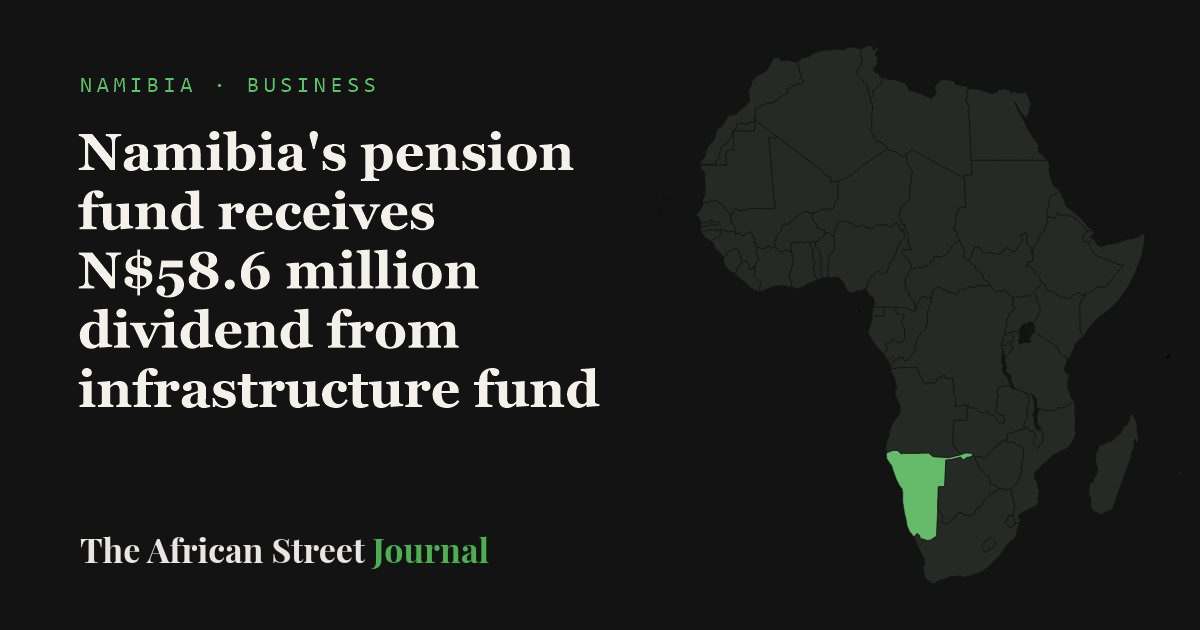 NAMIBIA · BUSINESS
Namibia's pension
fund receives
N$58.6 million
dividend from
infrastructure fund
The African Street Journal